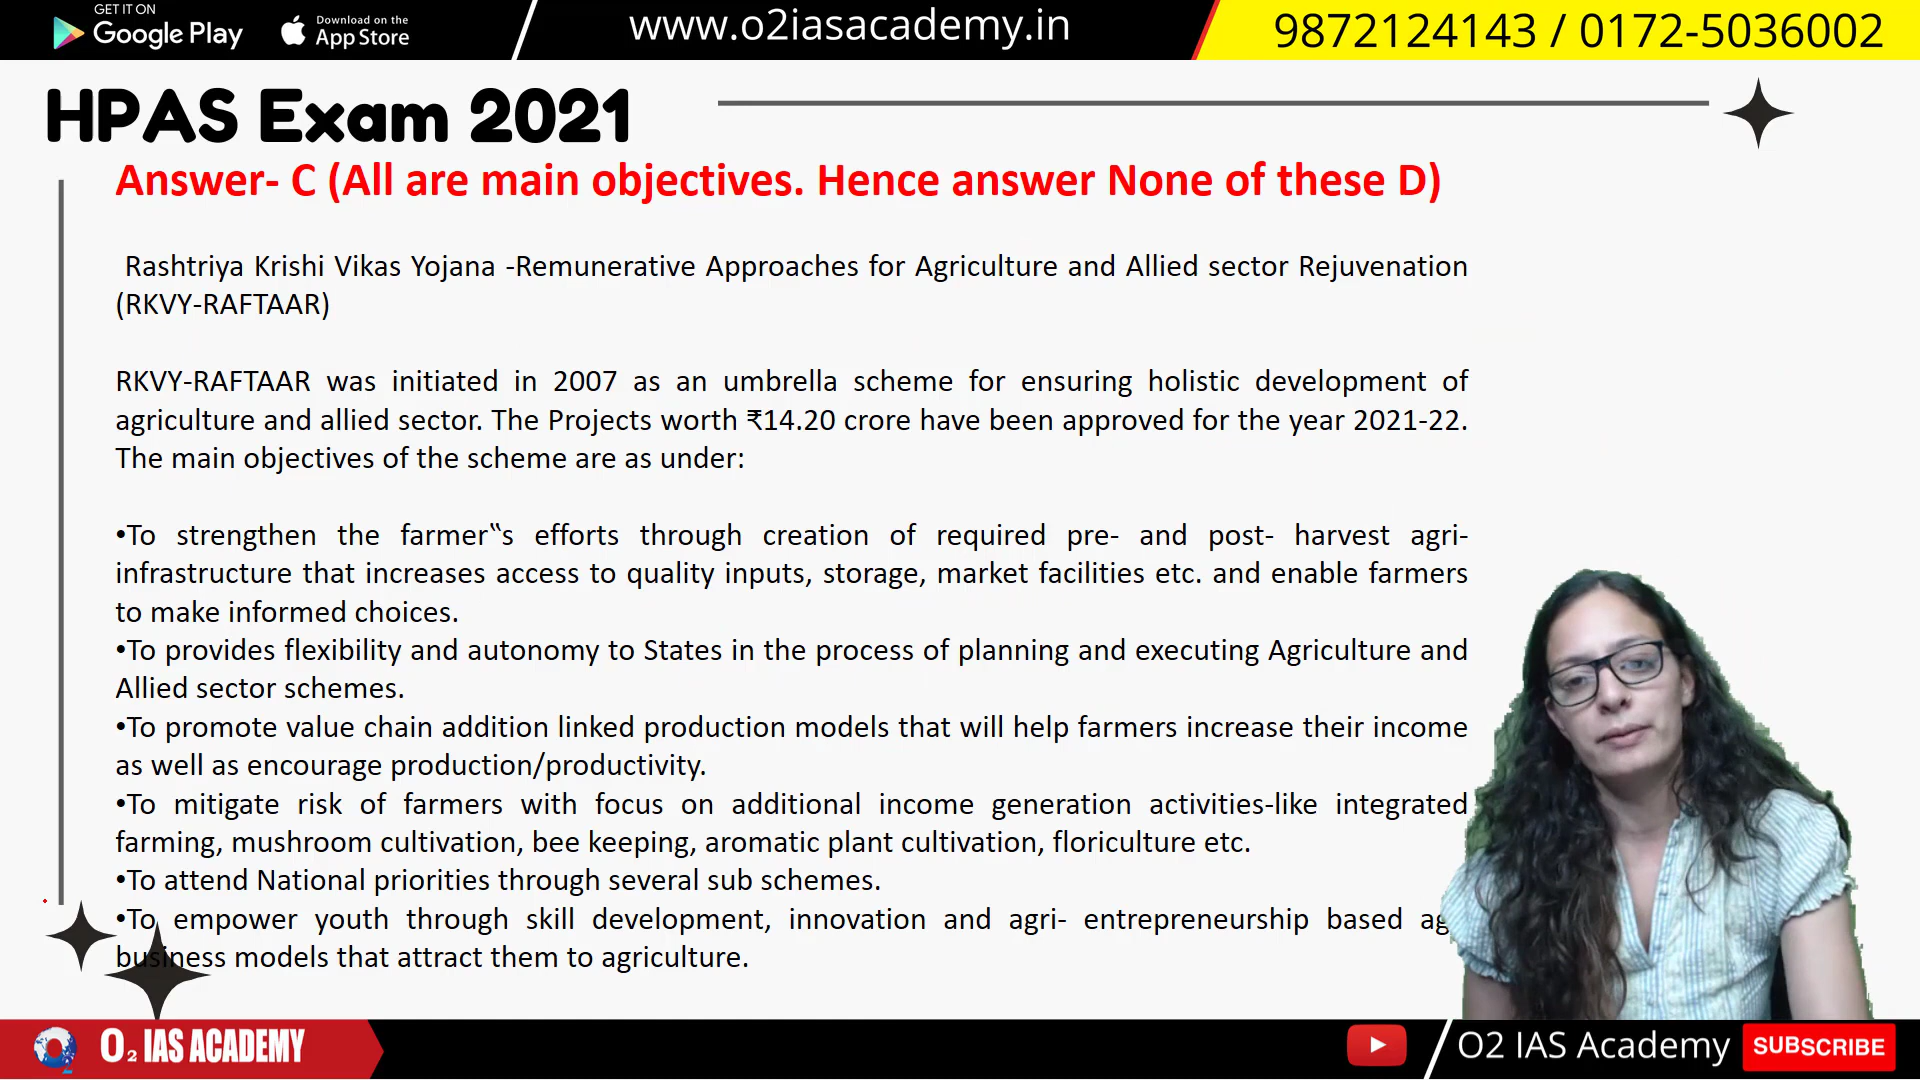 GET IT ON
Google Play
Download on the
App Store
www.o2iasacademy.in
9872124143 / 0172-5036002
HPAS Exam 2021
Answer- C (All are main objectives. Hence answer None of these D)
Rashtriya Krishi Vikas Yojana -Remunerative Approaches for Agriculture and Allied sector Rejuvenation
(RKVY-RAFTAAR)
RKVY-RAFTAAR was initiated in 2007 as an umbrella scheme for ensuring holistic development of
agriculture and allied sector. The Projects worth ₹14.20 crore have been approved for the year 2021-22.
The main objectives of the scheme are as under:
•To strengthen the farmer‟s efforts through creation of required pre- and post- harvest agri-
infrastructure that increases access to quality inputs, storage, market facilities etc. and enable farmers
to make informed choices.
•To provides flexibility and autonomy to States in the process of planning and executing Agriculture and
Allied sector schemes.
•To promote value chain addition linked production models that will help farmers increase their income
as well as encourage production/productivity.
•To mitigate risk of farmers with focus on additional income generation activities-like integrated
farming, mushroom cultivation, bee keeping, aromatic plant cultivation, floriculture etc.
•To attend National priorities through several sub schemes.
•To empower youth through skill development, innovation and agri- entrepreneurship based
business models that attract them to agriculture.
O₂ IAS ACADEMY
O2 IAS Academy
SUBSCRIBE